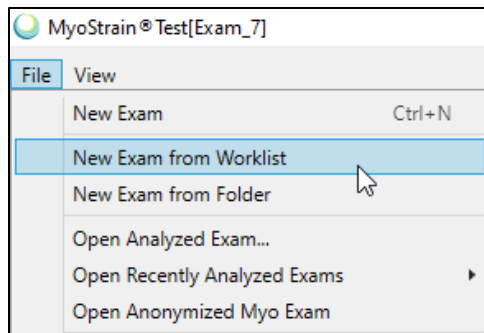 MyoStrain® Test[Exam_7]
File View
New Exam Ctrl+N
New Exam from Worklist
New Exam from Folder
Open Analyzed Exam...
Open Recently Analyzed Exams
Open Anonymized Myo Exam